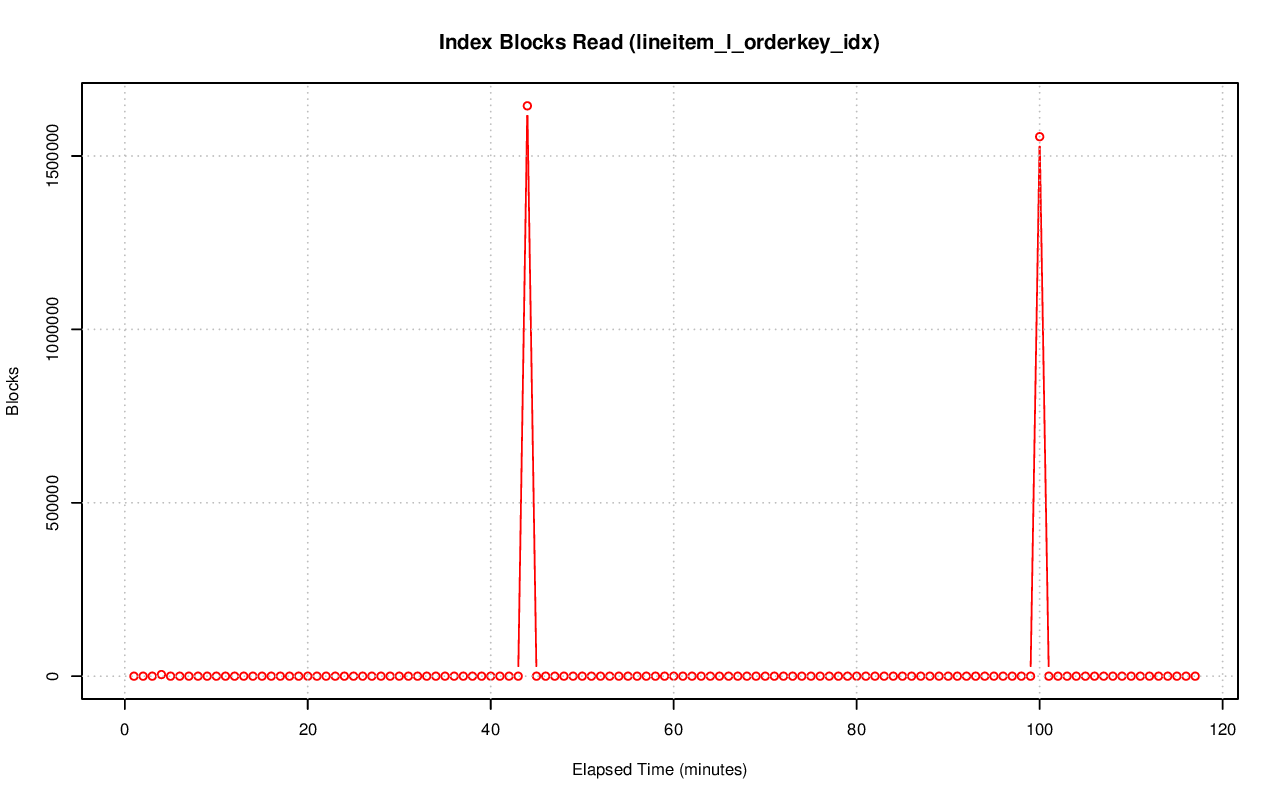 Index Blocks Read (lineitem_l_orderkey_idx)
Blocks
1500000
1000000
500000
0
0 20 40 60 80 100 120
Elapsed Time (minutes)